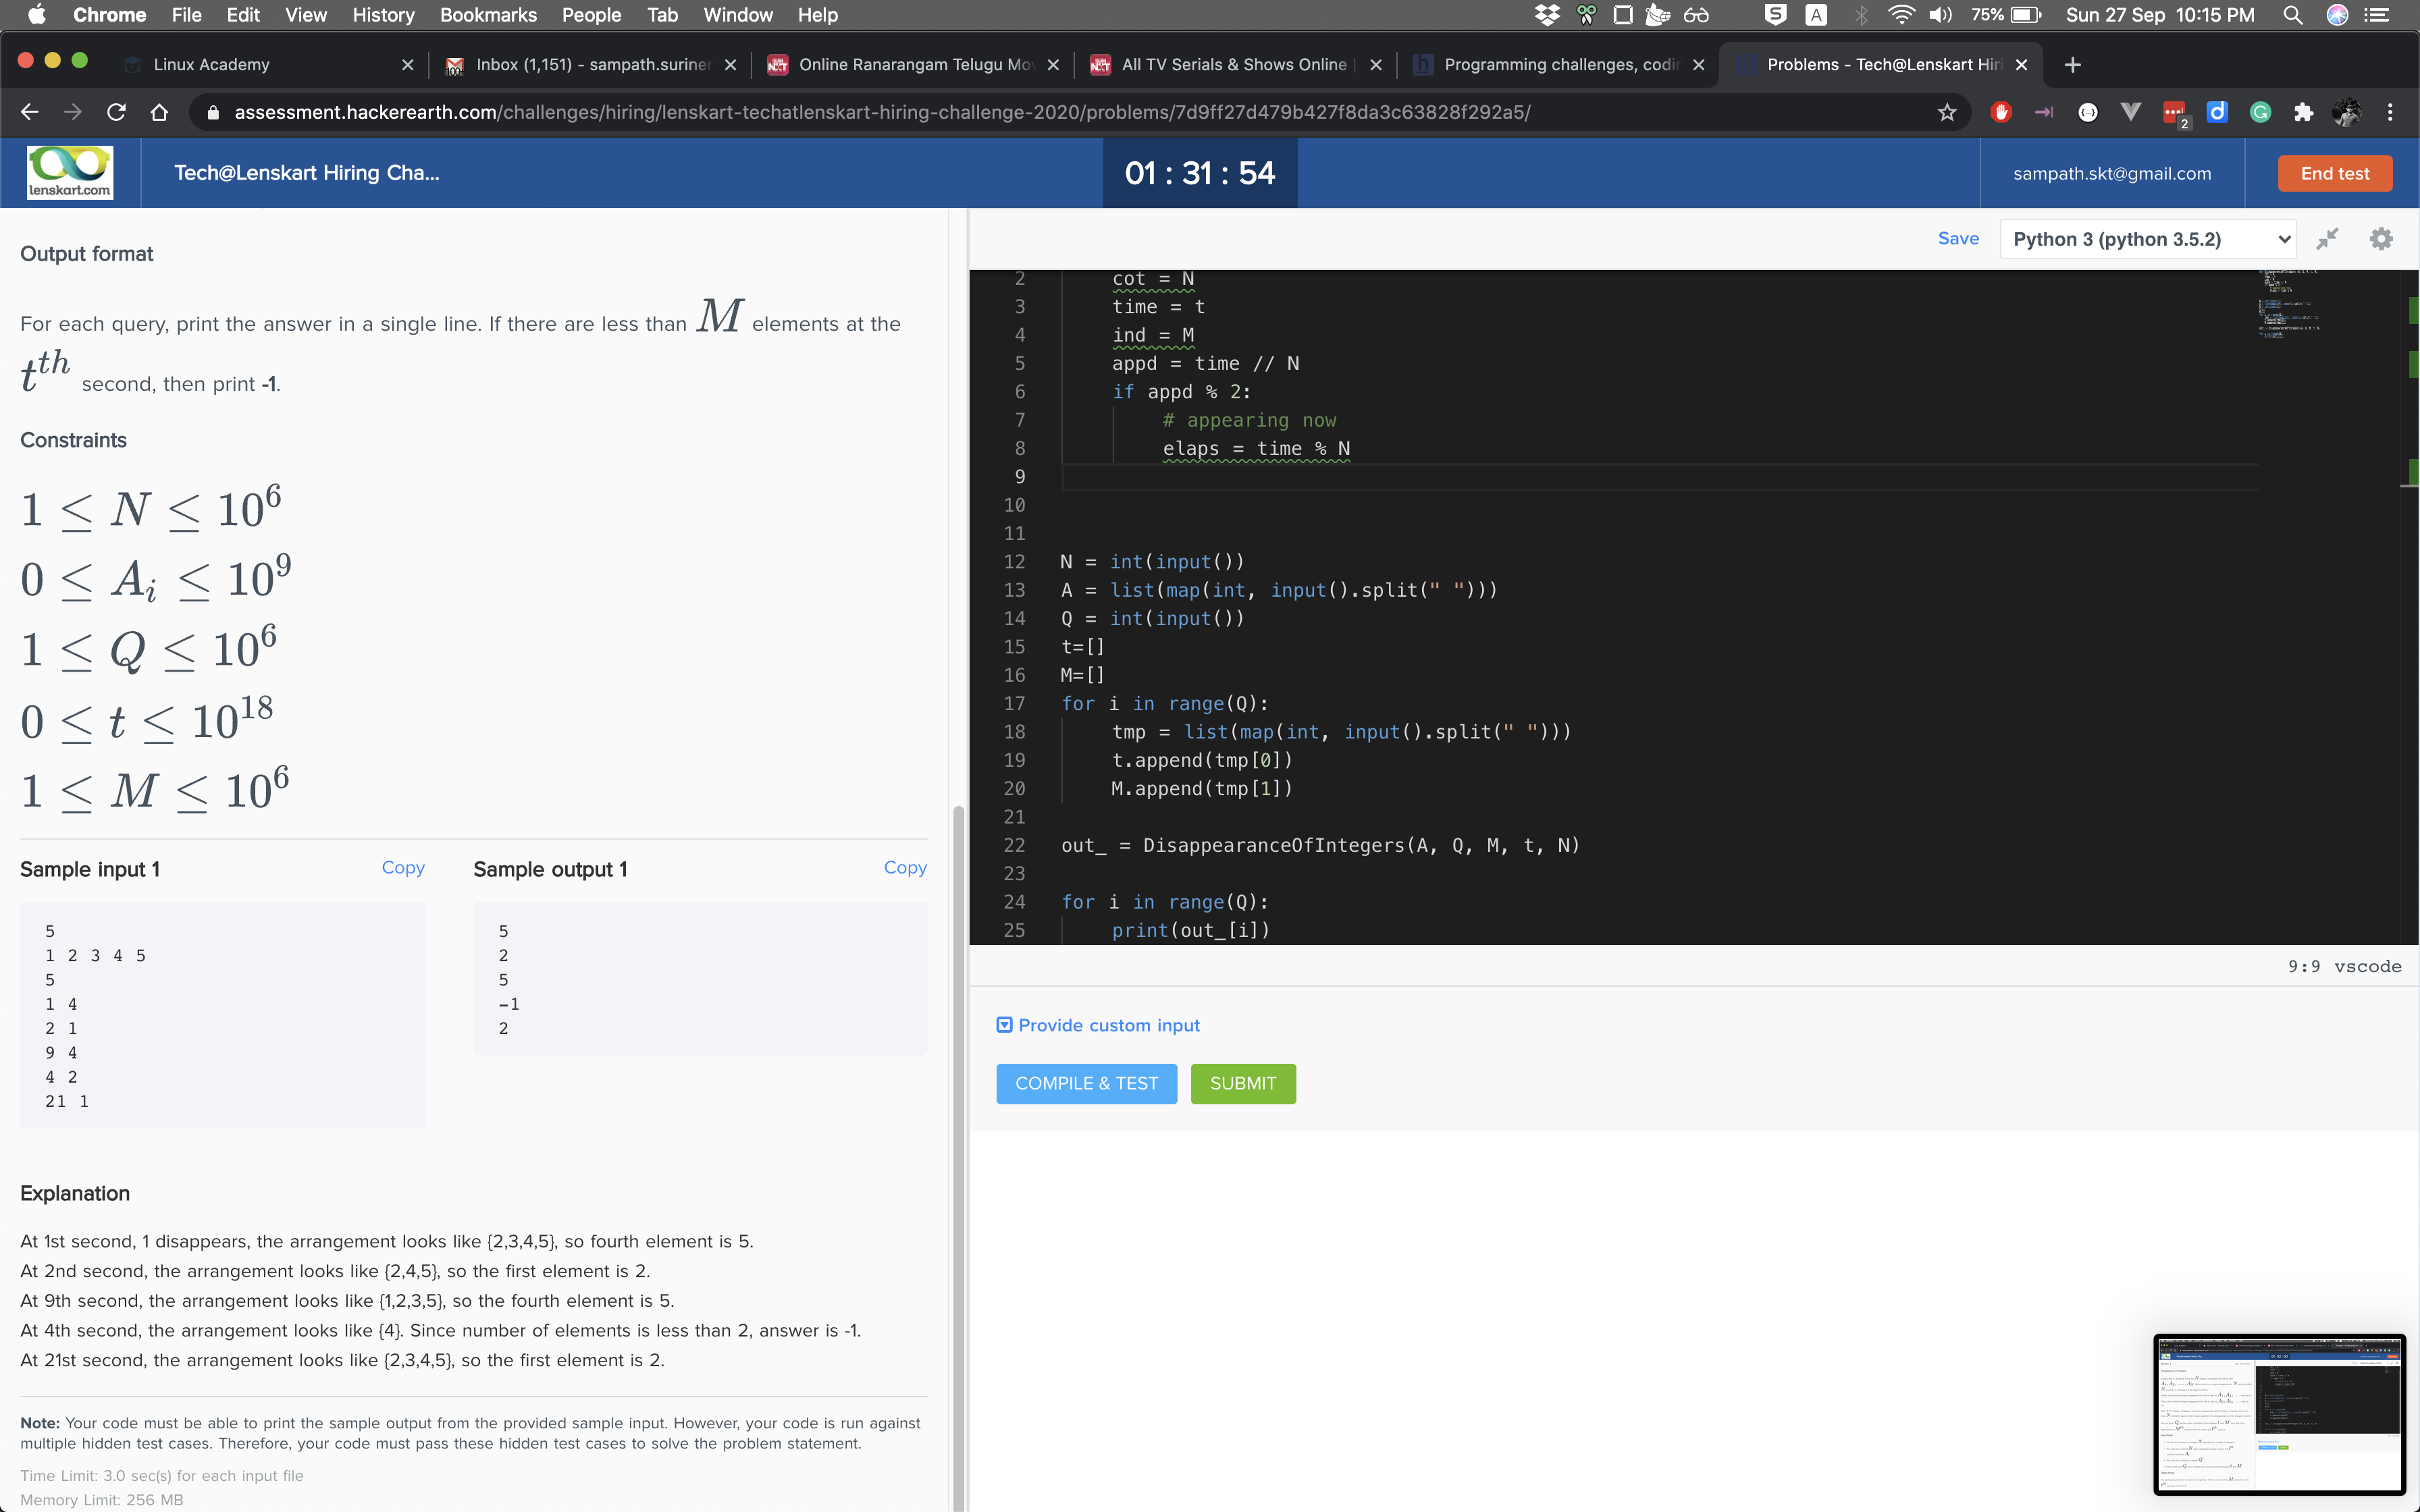 Chrome File Edit View History Bookmarks People Tab Window Help 75% Sun 27 Sep 10:15 PM
Linux Academy Inbox (1,151) - sampath.suriner Online Ranarangam Telugu Mov All TV Serials & Shows Online | Programming challenges, codin Problems - Tech@Lenskart Hiri
assessment.hackerearth.com/challenges/hiring/lenskart-techatlenskart-hiring-challenge-2020/problems/7d9ff27d479b427f8da3c63828f292a5/
lenskart.com Tech@Lenskart Hiring Cha... 01 : 31 : 54 sampath.skt@gmail.com End test
Save Python 3 (python 3.5.2)
Output format
For each query, print the answer in a single line. If there are less than M elements at the
t^th second, then print -1.
Constraints
1 ≤ N ≤ 10^6
0 ≤ A_i ≤ 10^9
1 ≤ Q ≤ 10^6
0 ≤ t ≤ 10^18
1 ≤ M ≤ 10^6
Sample input 1 Copy
5
1 2 3 4 5
5
1 4
2 1
9 4
4 2
21 1
Sample output 1 Copy
5
2
5
-1
2
Explanation
At 1st second, 1 disappears, the arrangement looks like {2,3,4,5}, so fourth element is 5.
At 2nd second, the arrangement looks like {2,4,5}, so the first element is 2.
At 9th second, the arrangement looks like {1,2,3,5}, so the fourth element is 5.
At 4th second, the arrangement looks like {4}. Since number of elements is less than 2, answer is -1.
At 21st second, the arrangement looks like {2,3,4,5}, so the first element is 2.
Note: Your code must be able to print the sample output from the provided sample input. However, your code is run against
multiple hidden test cases. Therefore, your code must pass these hidden test cases to solve the problem statement.
Time Limit: 3.0 sec(s) for each input file
Memory Limit: 256 MB
2 cot = N
3 time = t
4 ind = M
5 appd = time // N
6 if appd % 2:
7 # appearing now
8 elaps = time % N
9
10
11
12 N = int(input())
13 A = list(map(int, input().split(" ")))
14 Q = int(input())
15 t=[]
16 M=[]
17 for i in range(Q):
18 tmp = list(map(int, input().split(" ")))
19 t.append(tmp[0])
20 M.append(tmp[1])
21
22 out_ = DisappearanceOfIntegers(A, Q, M, t, N)
23
24 for i in range(Q):
25 print(out_[i])
9:9 vscode
Provide custom input
COMPILE & TEST SUBMIT